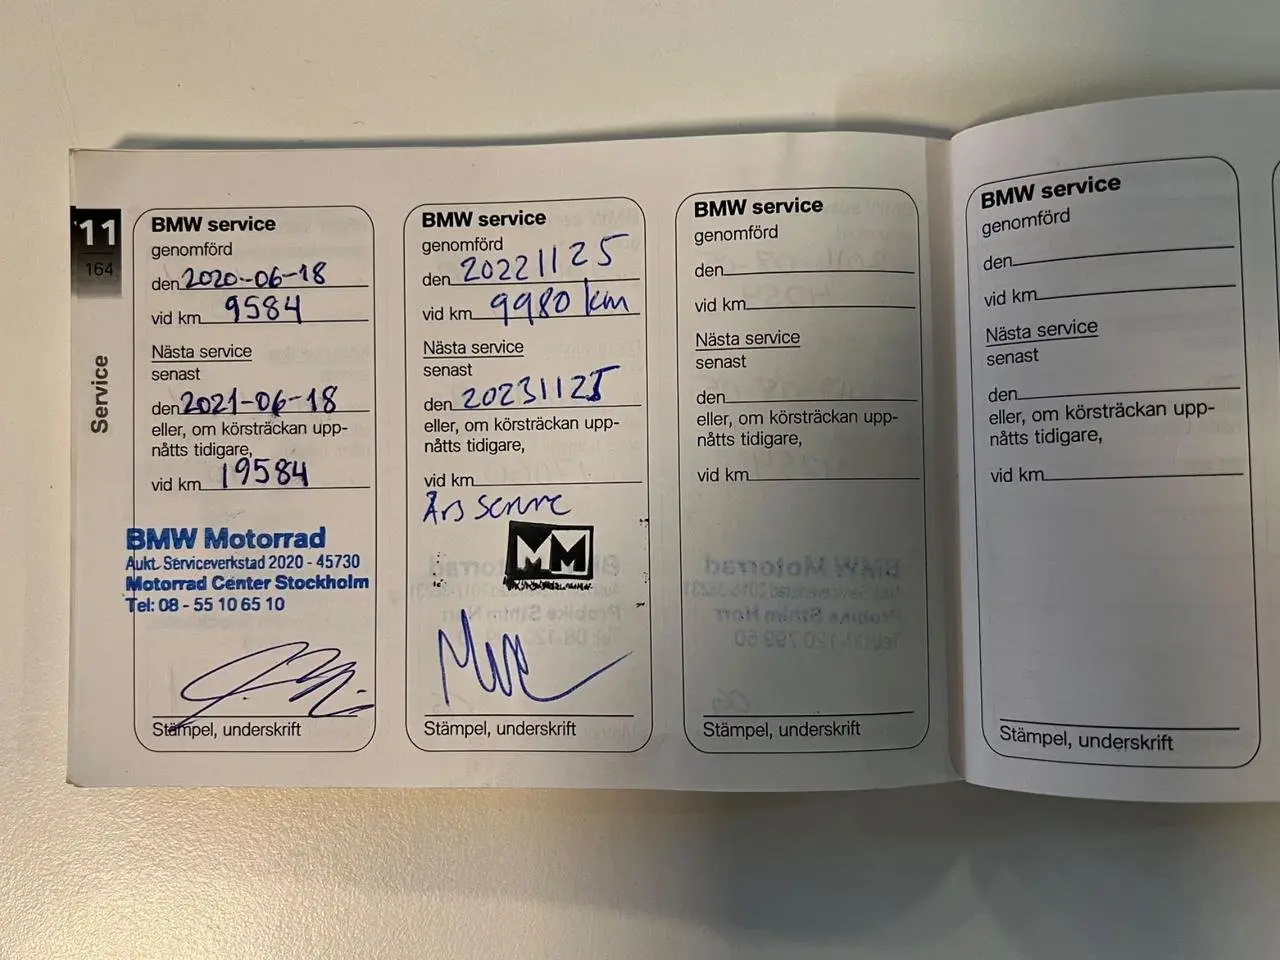 11
164
Service
BMW service
genomförd
den 2020-06-18
vid km 9584
Nästa service
senast
den 2021-06-18
eller, om körsträckan upp-
nåtts tidigare,
vid km 19584
BMW Motorrad
Aukt. Serviceverkstad 2020 - 45730
Motorrad Center Stockholm
Tel: 08 - 55 10 65 10
Stämpel, underskrift
BMW service
genomförd
den 20221125
vid km 9980 km
Nästa service
senast
den 20231125
eller, om körsträckan upp-
nåtts tidigare,
vid km
Års service
MM
Stämpel, underskrift
BMW service
genomförd
den
vid km
Nästa service
senast
den
eller, om körsträckan upp-
nåtts tidigare,
vid km
Stämpel, underskrift
BMW service
genomförd
den
vid km
Nästa service
senast
den
eller, om körsträckan upp-
nåtts tidigare,
vid km
Stämpel, underskrift